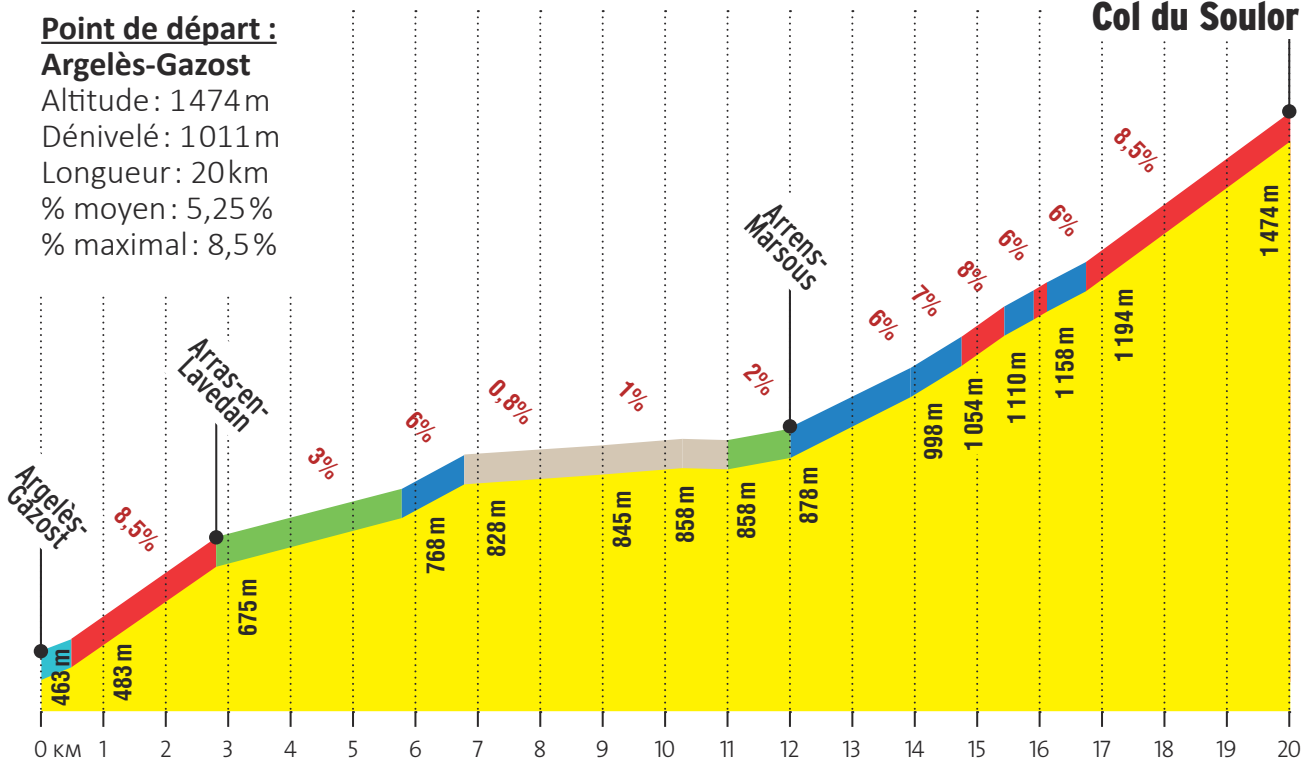 Col du Soulor
Point de départ :
Argelès-Gazost
Altitude : 1474 m
Dénivelé : 1011 m
Longueur : 20 km
% moyen : 5,25 %
% maximal : 8,5 %
Argelès-
Gazost
8,5%
Arras-en-
Lavedan
3%
6%
0,8%
1%
2%
Arrens-
Marsous
6%
7%
8%
6%
6%
8,5%
463 m
483 m
675 m
768 m
828 m
845 m
858 m
858 m
878 m
998 m
1 054 m
1 110 m
1 158 m
1 194 m
1 474 m
0 KM 1 2 3 4 5 6 7 8 9 10 11 12 13 14 15 16 17 18 19 20